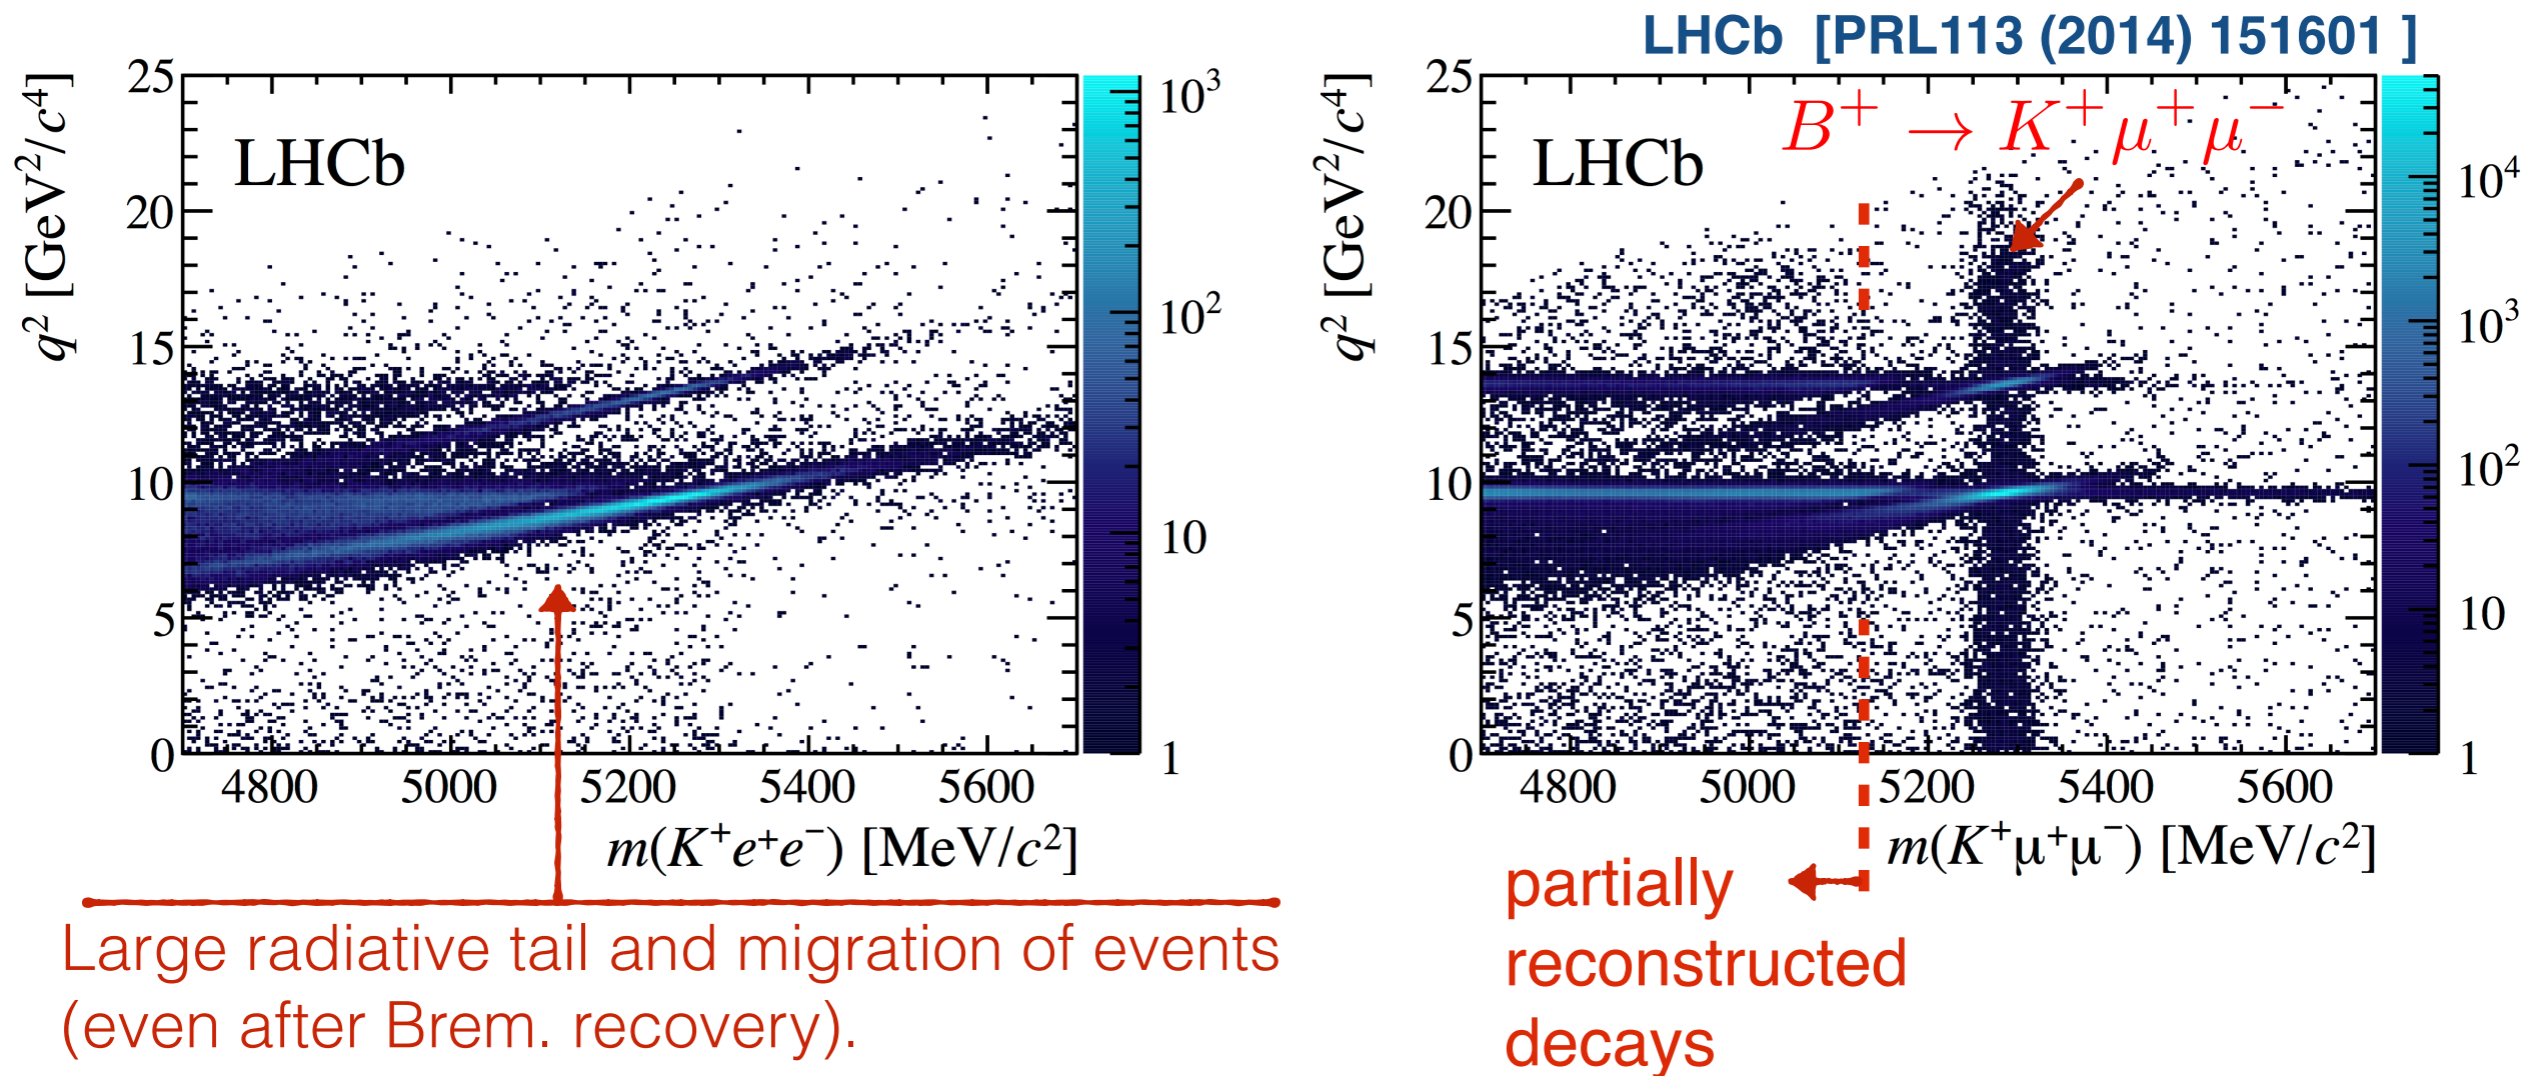 LHCb [PRL113 (2014) 151601 ]
25
20
15
10
5
0
q² [GeV²/c⁴]
LHCb
4800 5000 5200 5400 5600
m(K⁺e⁺e⁻) [MeV/c²]
10³
10²
10
1
Large radiative tail and migration of events
(even after Brem. recovery).
25
20
15
10
5
0
q² [GeV²/c⁴]
B⁺ → K⁺μ⁺μ⁻
LHCb
4800 5000 5200 5400 5600
m(K⁺μ⁺μ⁻) [MeV/c²]
10⁴
10³
10²
10
1
partially
reconstructed
decays